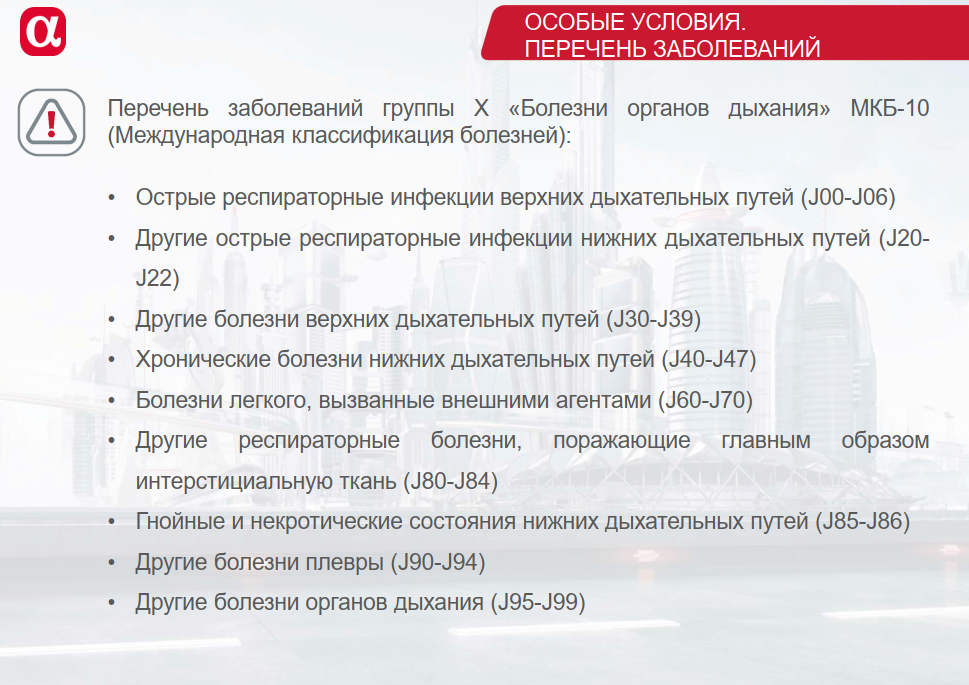 α
ОСОБЫЕ УСЛОВИЯ.
ПЕРЕЧЕНЬ ЗАБОЛЕВАНИЙ
Перечень заболеваний группы X «Болезни органов дыхания» МКБ-10
(Международная классификация болезней):
• Острые респираторные инфекции верхних дыхательных путей (J00-J06)
• Другие острые респираторные инфекции нижних дыхательных путей (J20-
J22)
• Другие болезни верхних дыхательных путей (J30-J39)
• Хронические болезни нижних дыхательных путей (J40-J47)
• Болезни легкого, вызванные внешними агентами (J60-J70)
• Другие респираторные болезни, поражающие главным образом
интерстициальную ткань (J80-J84)
• Гнойные и некротические состояния нижних дыхательных путей (J85-J86)
• Другие болезни плевры (J90-J94)
• Другие болезни органов дыхания (J95-J99)